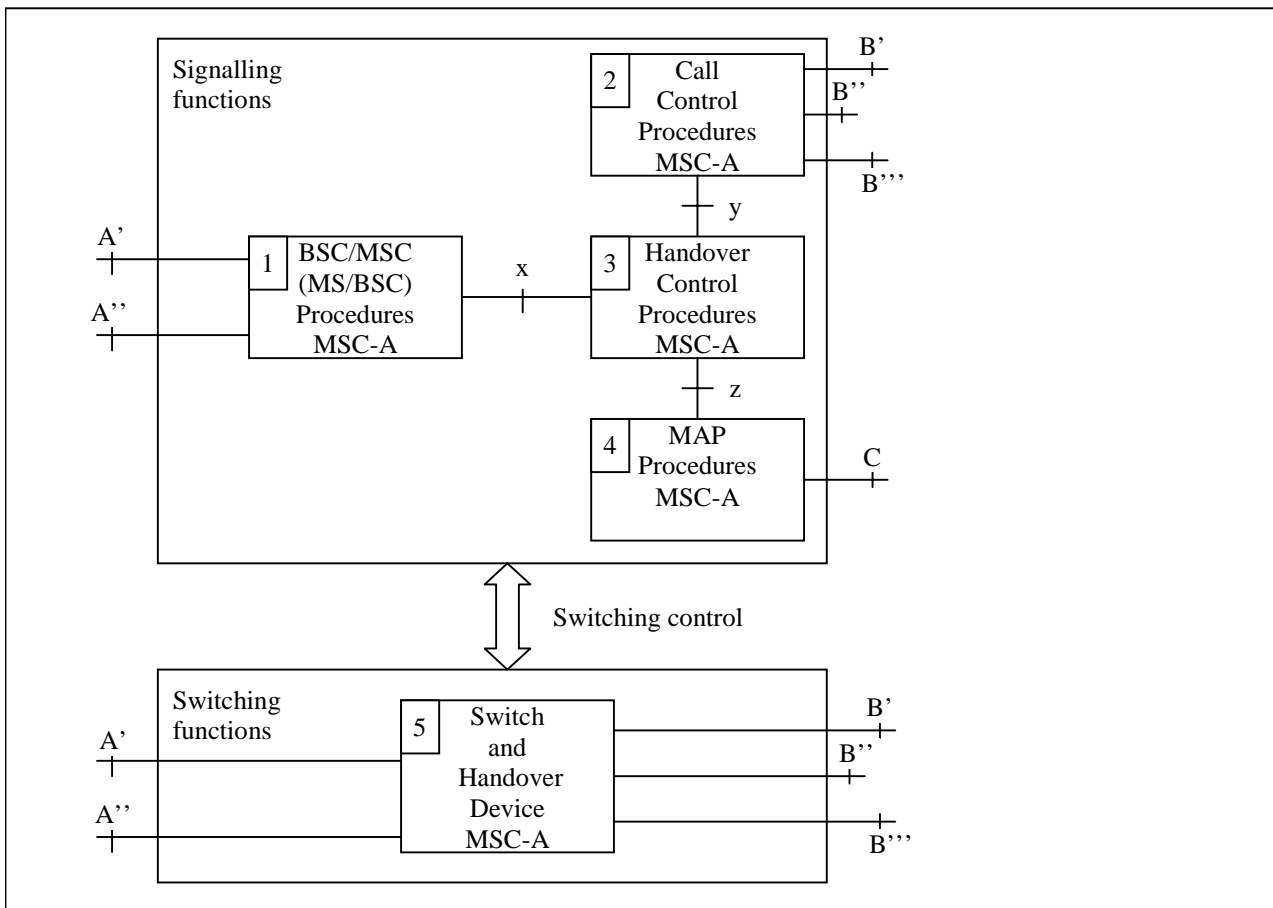 Signalling
functions
2
Call
Control
Procedures
MSC-A
B'
B''
B'''
y
A'
A''
1
BSC/MSC
(MS/BSC)
Procedures
MSC-A
x
3
Handover
Control
Procedures
MSC-A
z
4
MAP
Procedures
MSC-A
C
Switching control
Switching
functions
5
Switch
and
Handover
Device
MSC-A
A'
A''
B'
B''
B'''